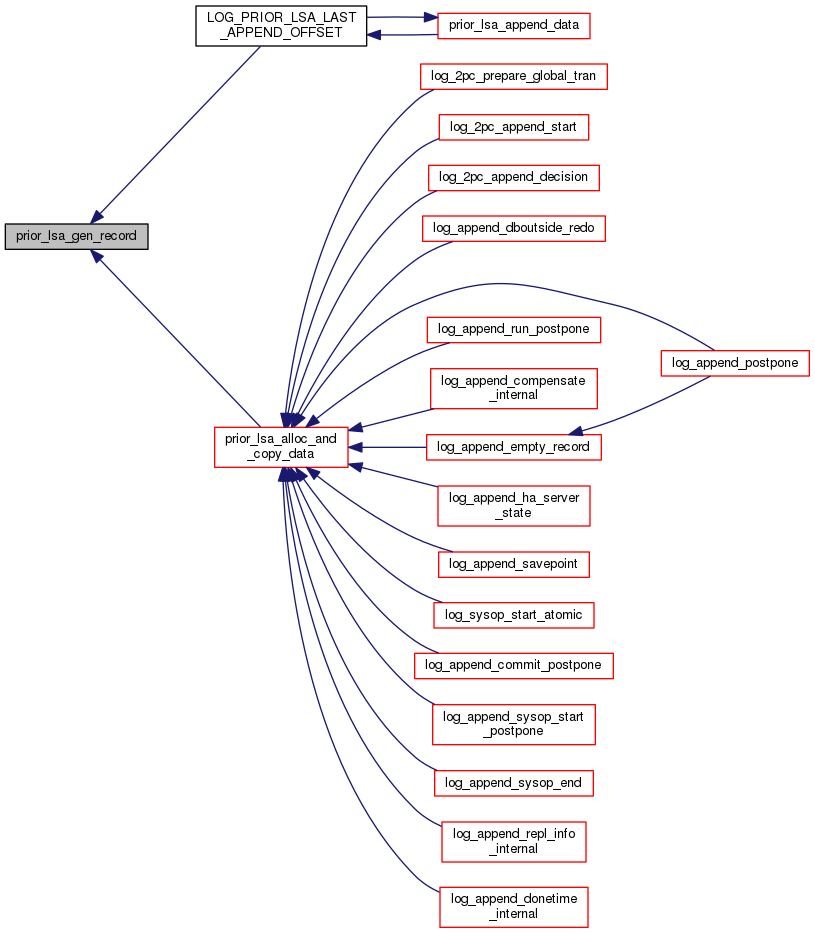 LOG_PRIOR_LSA_LAST
_APPEND_OFFSET
prior_lsa_append_data
log_2pc_prepare_global_tran
log_2pc_append_start
log_2pc_append_decision
log_append_dboutside_redo
prior_lsa_gen_record
log_append_run_postpone
log_append_postpone
log_append_compensate
_internal
prior_lsa_alloc_and
_copy_data
log_append_empty_record
log_append_ha_server
_state
log_append_savepoint
log_sysop_start_atomic
log_append_commit_postpone
log_append_sysop_start
_postpone
log_append_sysop_end
log_append_repl_info
_internal
log_append_donetime
_internal